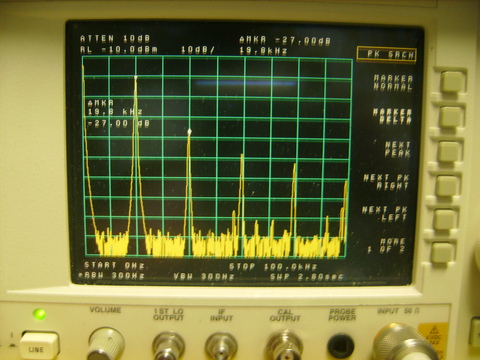 ATTEN 10dB
ΔMKR -27.00dB
RL -10.0dBm
10dB/
19.8kHz
PK SRCH
MARKER
NORMAL
ΔMKR
19.8 kHz
-27.00 dB
MARKER
DELTA
NEXT
PEAK
NEXT PK
RIGHT
NEXT PK
LEFT
MORE
1 OF 2
START 0Hz
STOP 100.0kHz
*RBW 300Hz
VBW 300Hz
SWP 2.80sec
LINE
VOLUME
1ST LO
OUTPUT
IF
INPUT
CAL
OUTPUT
PROBE
POWER
INPUT 50 Ω